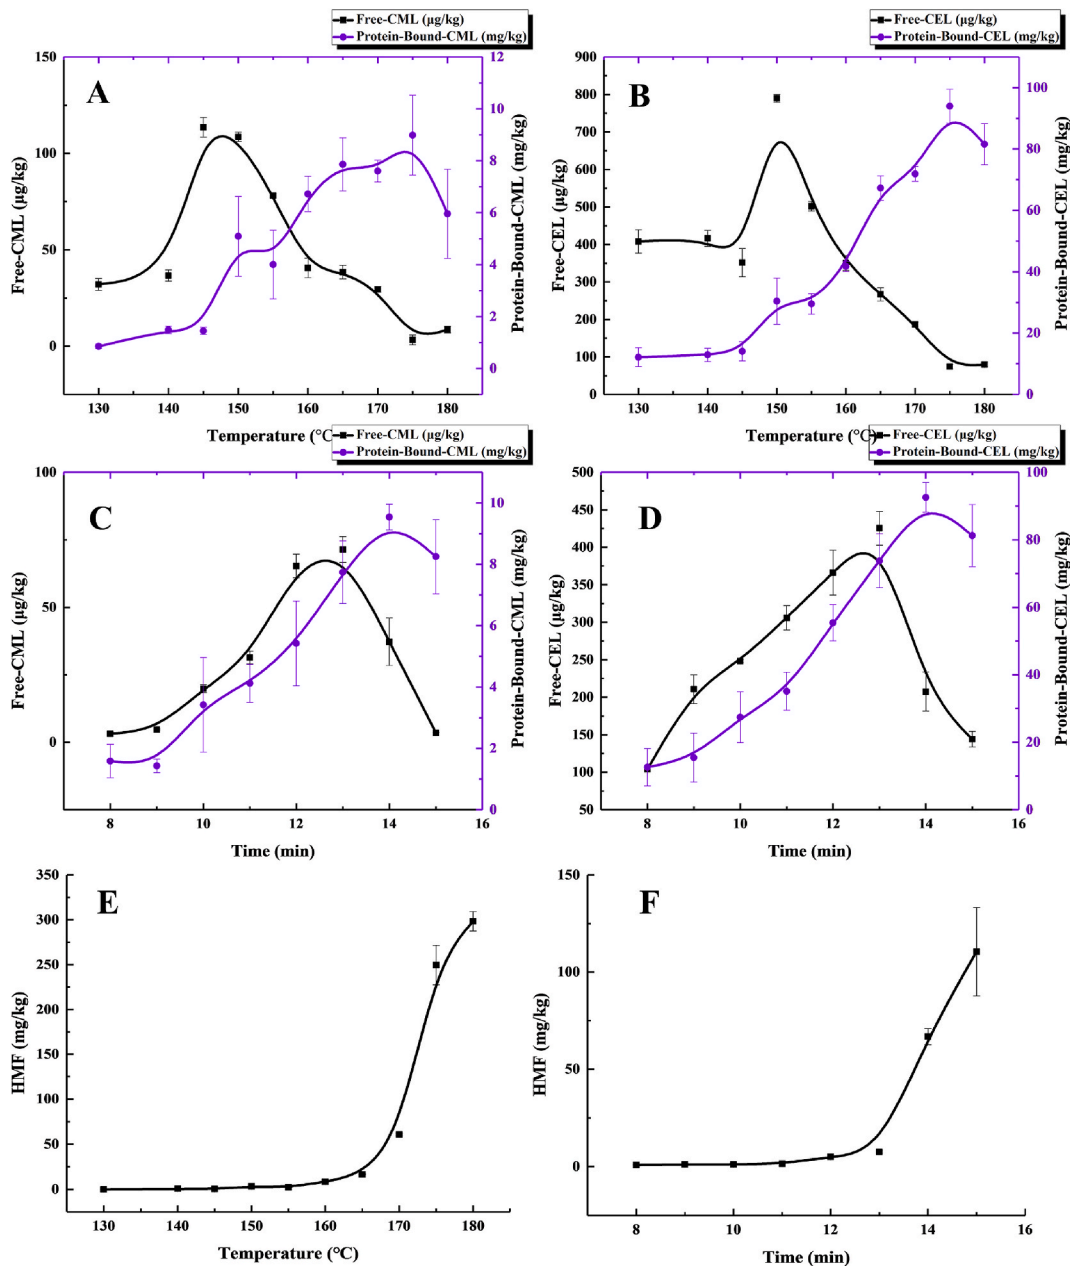 Free-CML (μg/kg)
Protein-Bound-CML (mg/kg)
A
Free-CML (μg/kg)
150
100
50
0
Protein-Bound-CML (mg/kg)
12
10
8
6
4
2
0
130 140 150 160 170 180
Temperature (°C
Free-CEL (μg/kg)
Protein-Bound-CEL (mg/kg)
B
Free-CEL (μg/kg)
900
800
700
600
500
400
300
200
100
0
Protein-Bound-CEL (mg/kg)
100
80
60
40
20
0
130 140 150 160 170 180
Temperature (°C)
Free-CML (μg/kg)
Protein-Bound-CML (mg/kg)
C
Free-CML (μg/kg)
100
50
0
Protein-Bound-CML (mg/kg)
10
8
6
4
2
0
8 10 12 14 16
Time (min)
Free-CEL (μg/kg)
Protein-Bound-CEL (mg/kg)
D
Free-CEL (μg/kg)
500
450
400
350
300
250
200
150
100
50
Protein-Bound-CEL (mg/kg)
100
80
60
40
20
0
8 10 12 14 16
Time (min)
E
HMF (mg/kg)
350
300
250
200
150
100
50
0
130 140 150 160 170 180
Temperature (°C)
F
HMF (mg/kg)
150
100
50
0
8 10 12 14 16
Time (min)